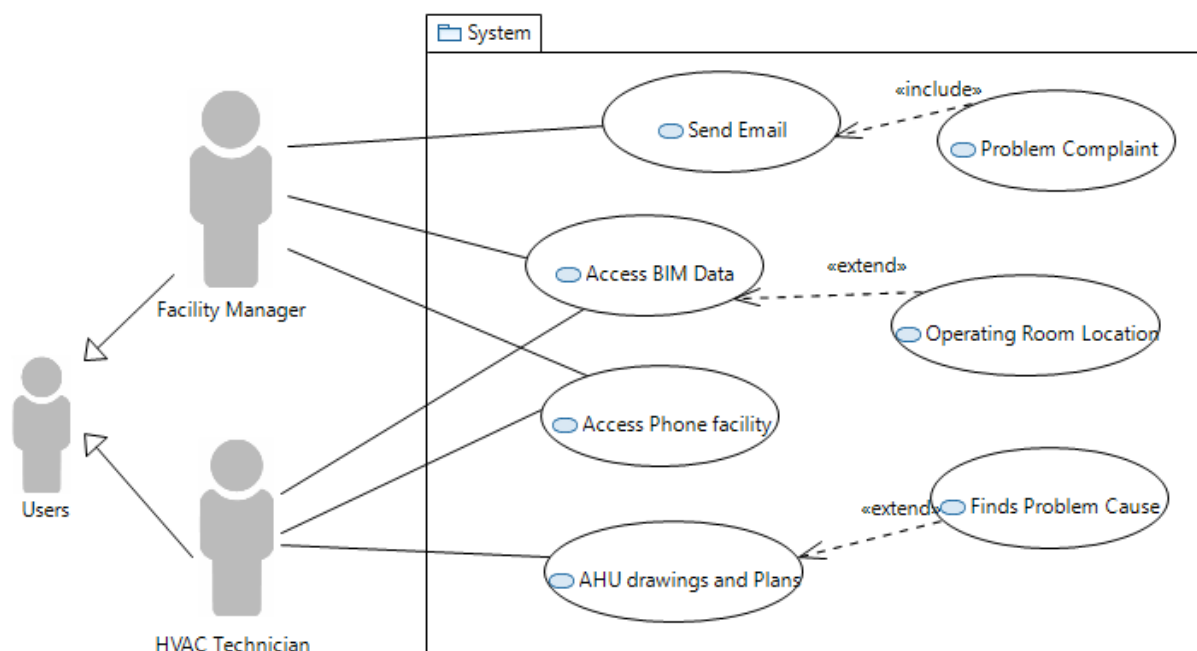 System
«include»
Send Email
Problem Complaint
Access BIM Data
«extend»
Facility Manager
Operating Room Location
Access Phone facility
Users
«extend»
Finds Problem Cause
AHU drawings and Plans
HVAC Technician